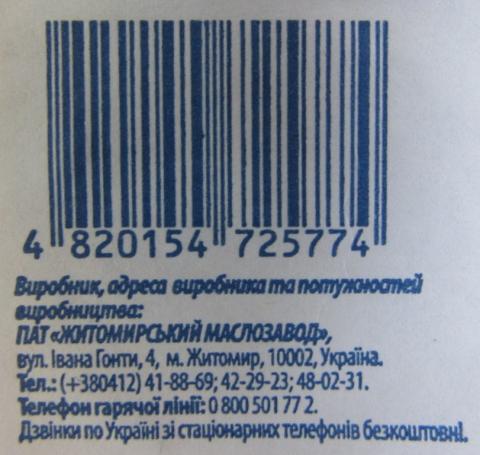 4 820154 725774
Виробник, адреса виробника та потужностей
виробництва:
ПАТ «ЖИТОМИРСЬКИЙ МАСЛОЗАВОД»,
вул. Івана Гонти, 4, м. Житомир, 10002, Україна.
Тел.: (+380412) 41-88-69; 42-29-23; 48-02-31.
Телефон гарячої лінії: 0 800 501 77 2.
Дзвінки по Україні зі стаціонарних телефонів безкоштовні.